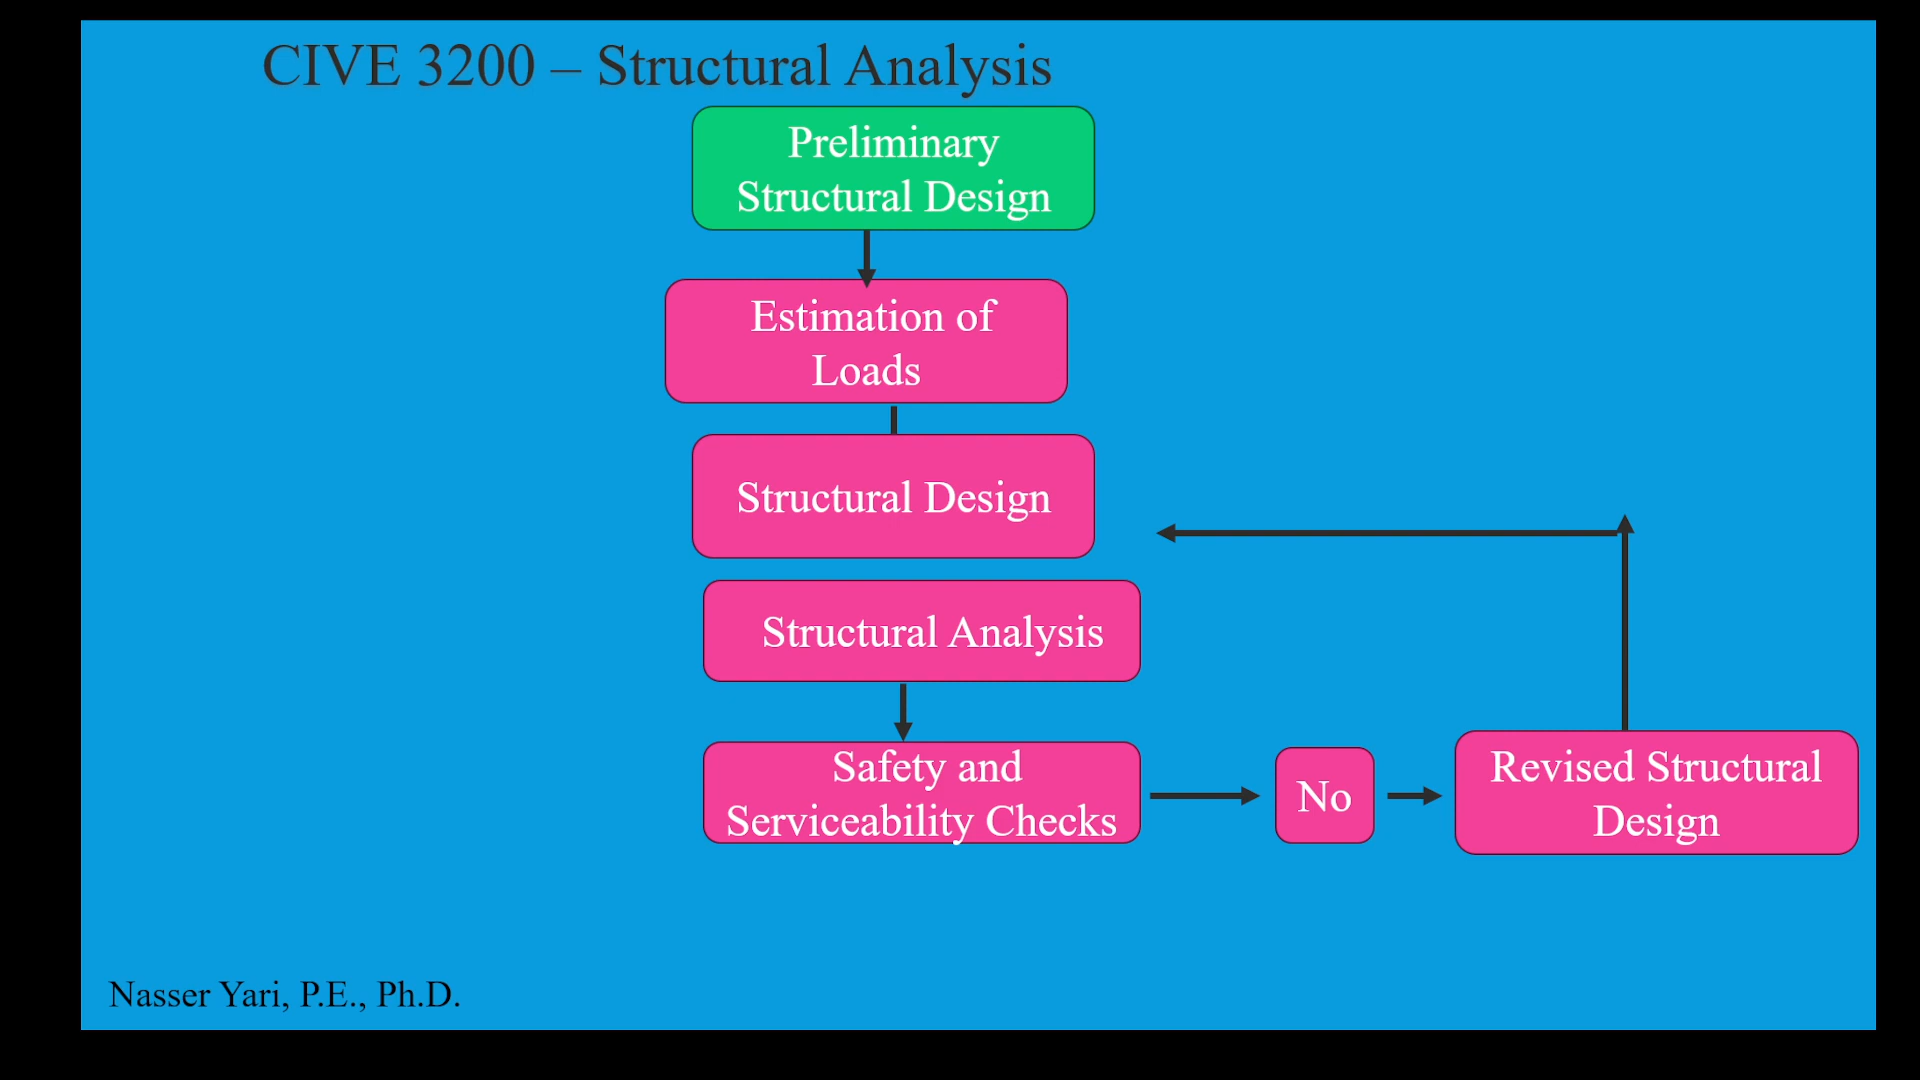 CIVE 3200 – Structural Analysis
Preliminary
Structural Design
Estimation of
Loads
Structural Design
Structural Analysis
Safety and
Serviceability Checks
No
Revised Structural
Design
Nasser Yari, P.E., Ph.D.